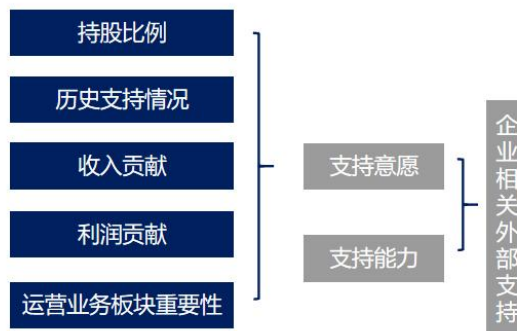 持股比例
历史支持情况
收入贡献
利润贡献
运营业务板块重要性
支持意愿
支持能力
企业相关外部支持